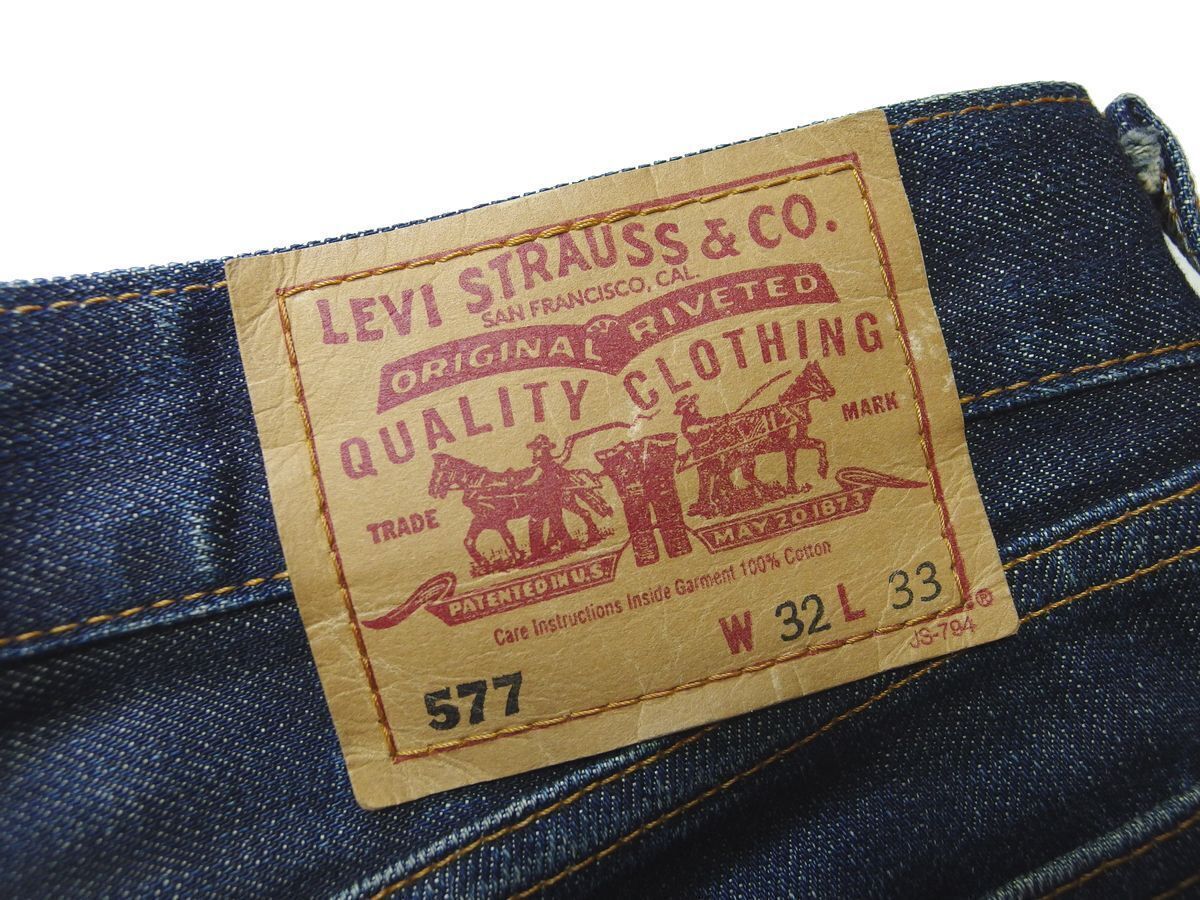 LEVI STRAUSS & CO.
SAN FRANCISCO, CAL.
ORIGINAL RIVETED
QUALITY CLOTHING
TRADE MARK
PATENTED IN U.S. MAY 20.1873
Care Instructions Inside Garment 100% Cotton
W 32 L 33
®
JS-794
577